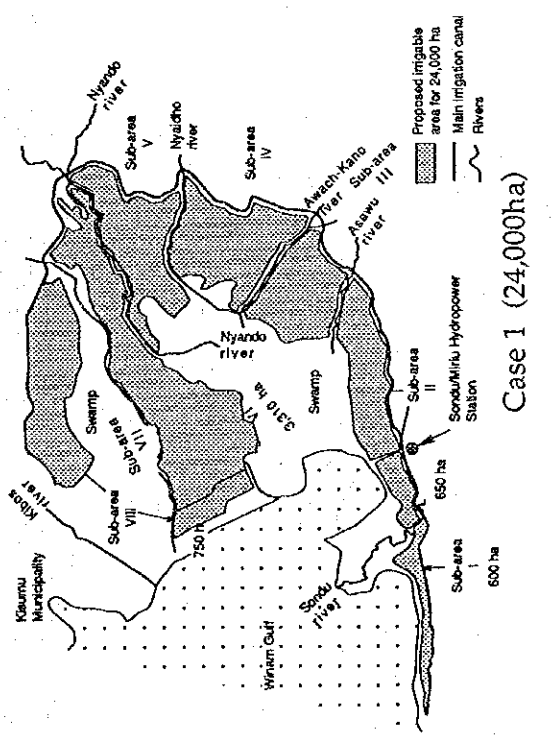 Nyando
river
Sub-area
V
Nyaidho
river
Sub-area
IV
Awach-Kano
river
Sub-area
III
Asawu
river
Kibos
river
Kisumu
Municipality
Swamp
Sub-area
VII
Sub-area
VIII
750 h
VI
3,310 ha
Nyando
river
Swamp
Winam Gulf
Sondu
river
Sub-area
II
Sondu/Miriu Hydropower
Station
650 ha
Sub-area
I
600 ha
Proposed irrigable
area for 24,000 ha
Main irrigation canal
Rivers
Case 1 (24,000ha)